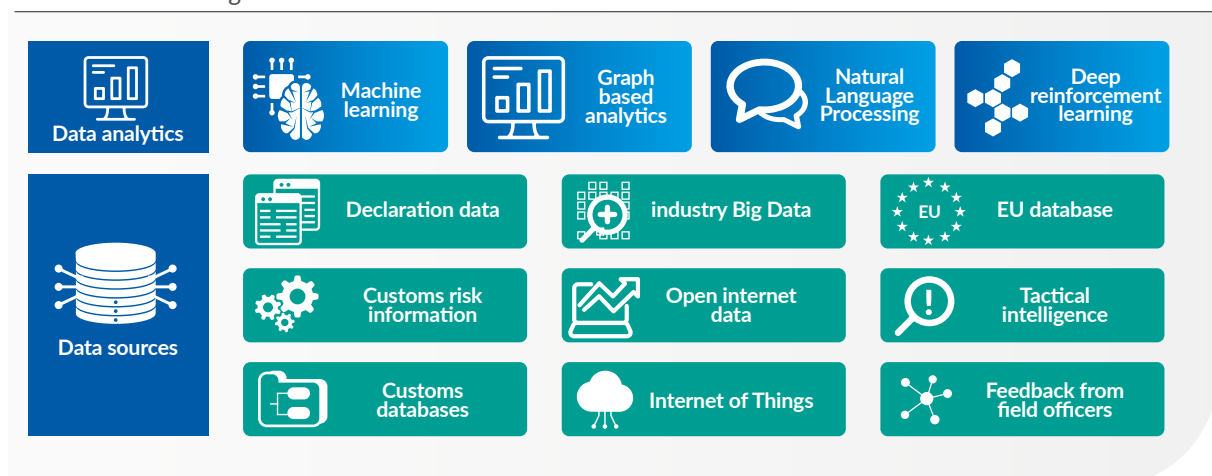 Data analytics
Machine
learning
Graph
based
analytics
Natural
Language
Processing
Deep
reinforcement
learning
Data sources
Declaration data
industry Big Data
EU
EU database
Customs risk
information
Open internet
data
Tactical
intelligence
Customs
databases
Internet of Things
Feedback from
field officers